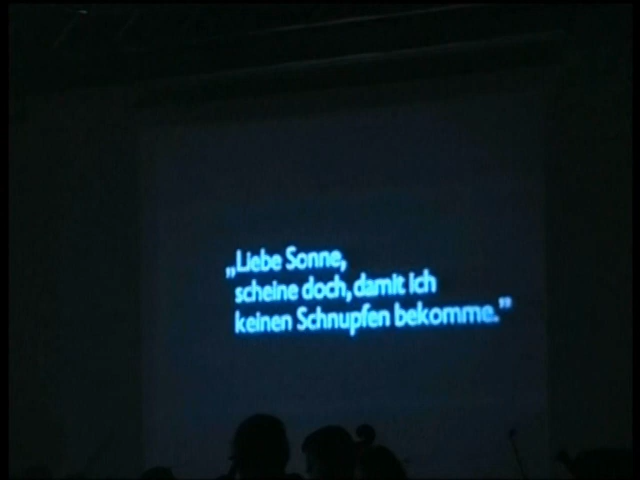 „Liebe Sonne,
scheine doch, damit ich
keinen Schnupfen bekomme.”